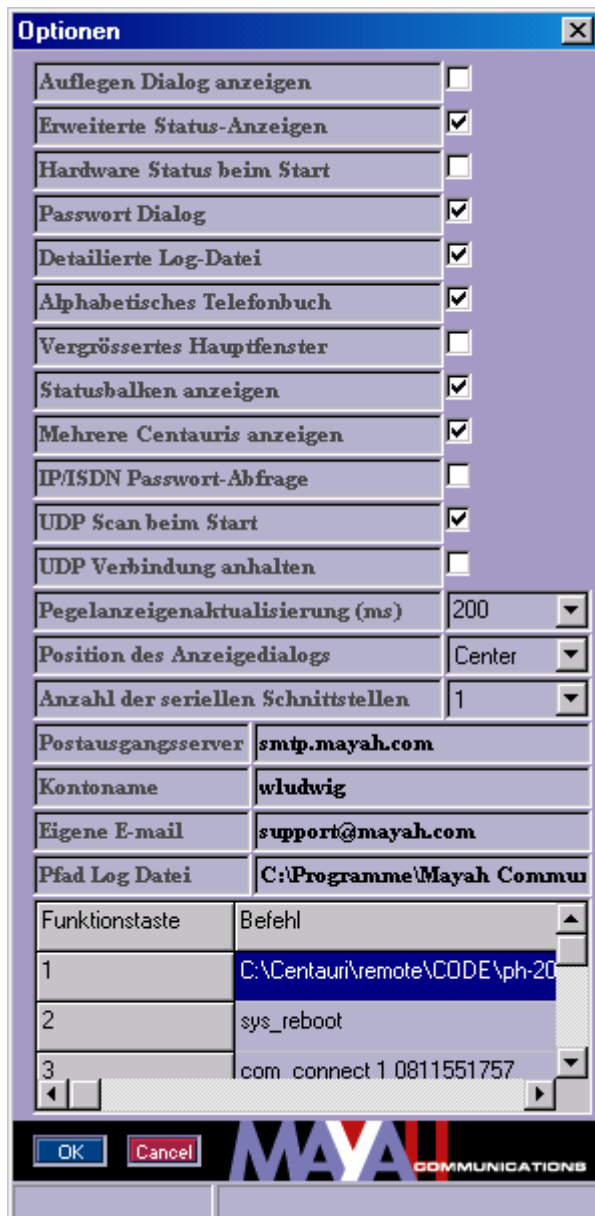 Optionen
Auflegen Dialog anzeigen
Erweiterte Status-Anzeigen
Hardware Status beim Start
Passwort Dialog
Detailierte Log-Datei
Alphabetisches Telefonbuch
Vergrössertes Hauptfenster
Statusbalken anzeigen
Mehrere Centauris anzeigen
IP/ISDN Passwort-Abfrage
UDP Scan beim Start
UDP Verbindung anhalten
Pegelanzeigenaktualisierung (ms) 200
Position des Anzeigedialogs Center
Anzahl der seriellen Schnittstellen 1
Postausgangsserver smtp.mayah.com
Kontoname wludwig
Eigene E-mail support@mayah.com
Pfad Log Datei C:\Programme\Mayah Commu
Funktionstaste Befehl
1 C:\Centauri\remote\CODE\ph-20
2 sys_reboot
3 com_connect 1 0811551757
OK Cancel MAYAH COMMUNICATIONS